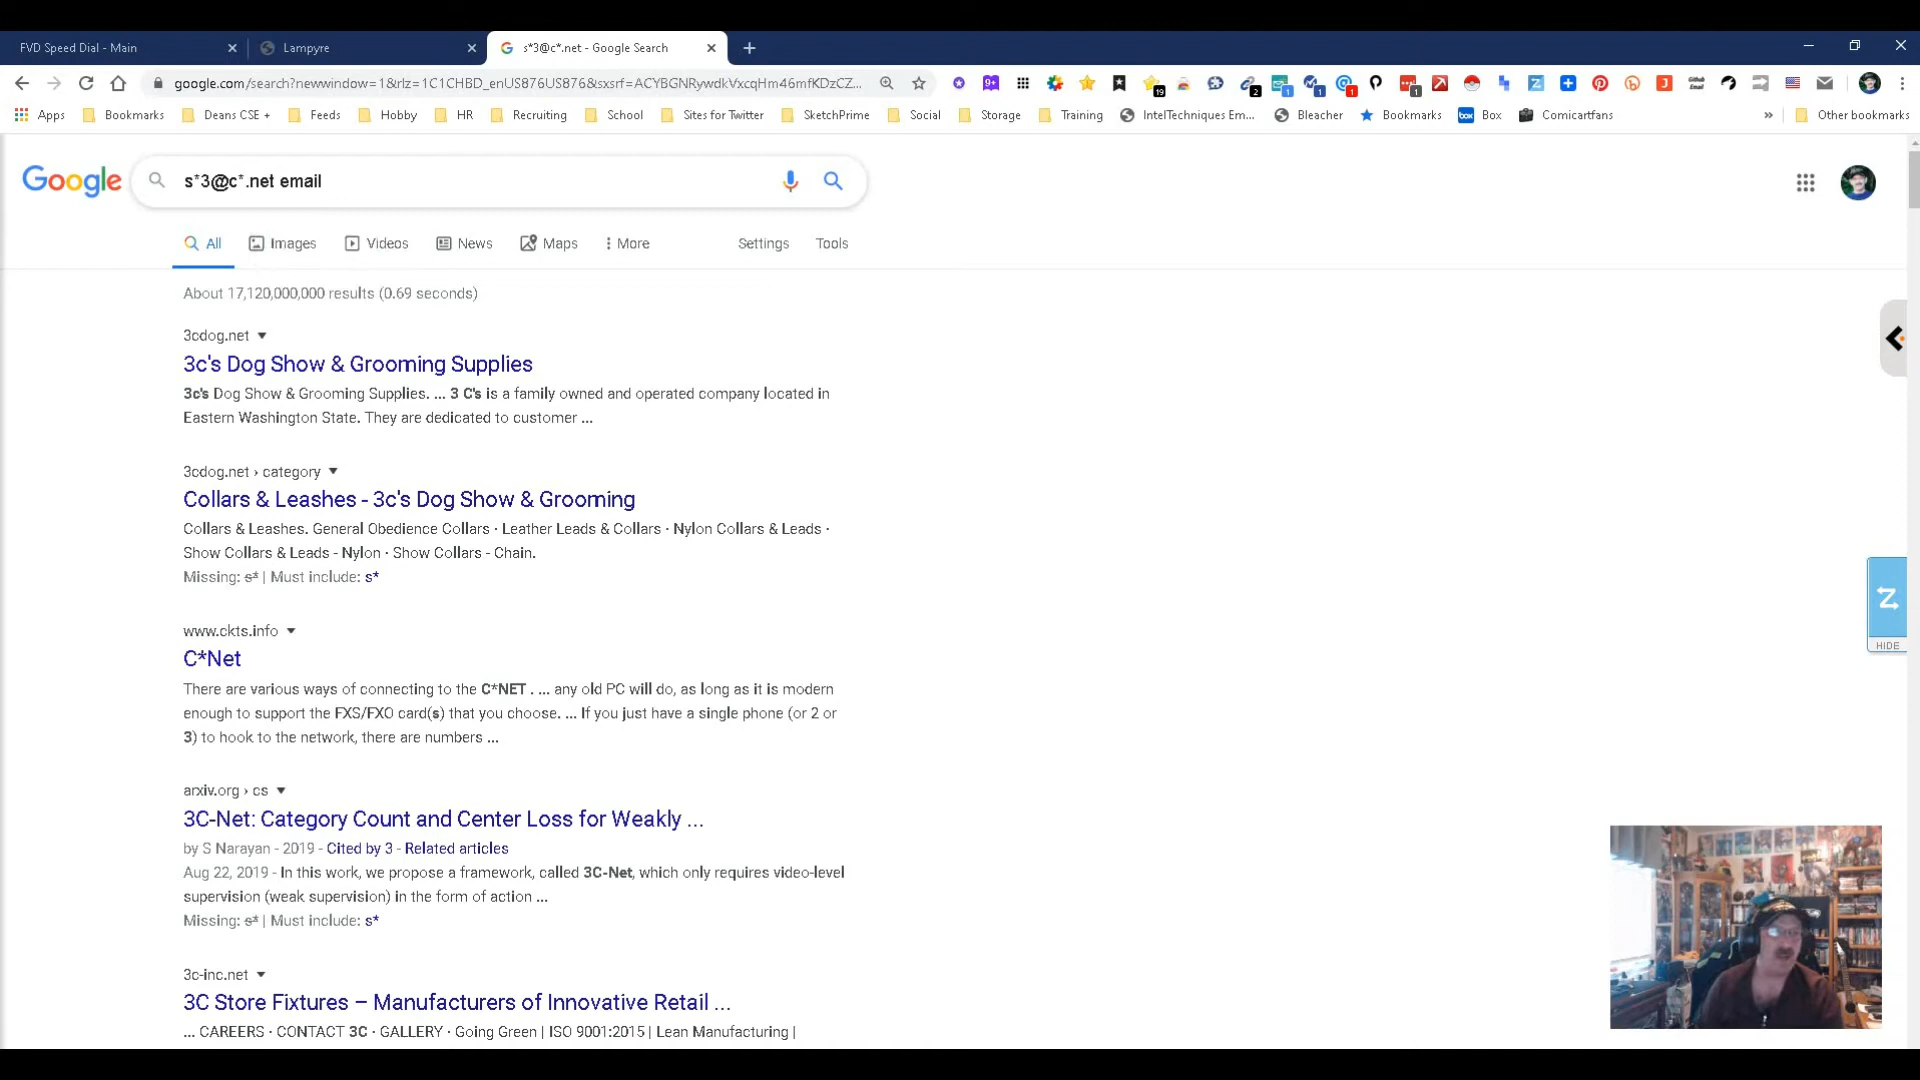 FVD Speed Dial - Main
Lampyre
s*3@c*.net - Google Search
google.com/search?newwindow=1&rlz=1C1CHBD_enUS876US876&sxsrf=ACYBGNRywdkVxcqHm46mfKDzCZ...
9+
19
2
1
1
1
1
Apps
Bookmarks
Deans CSE +
Feeds
Hobby
HR
Recruiting
School
Sites for Twitter
SketchPrime
Social
Storage
Training
IntelTechniques Em...
Bleacher
Bookmarks
box
Box
Comicartfans
»
Other bookmarks
Google
s*3@c*.net email
All
Images
Videos
News
Maps
More
Settings
Tools
About 17,120,000,000 results (0.69 seconds)
3cdog.net
3c's Dog Show & Grooming Supplies
3c's Dog Show & Grooming Supplies. ... 3 C's is a family owned and operated company located in
Eastern Washington State. They are dedicated to customer ...
3cdog.net › category
Collars & Leashes - 3c's Dog Show & Grooming
Collars & Leashes. General Obedience Collars · Leather Leads & Collars · Nylon Collars & Leads ·
Show Collars & Leads - Nylon · Show Collars - Chain.
Missing: s* | Must include: s*
www.ckts.info
C*Net
There are various ways of connecting to the C*NET . ... any old PC will do, as long as it is modern
enough to support the FXS/FXO card(s) that you choose. ... If you just have a single phone (or 2 or
3) to hook to the network, there are numbers ...
arxiv.org › cs
3C-Net: Category Count and Center Loss for Weakly ...
by S Narayan - 2019 - Cited by 3 - Related articles
Aug 22, 2019 - In this work, we propose a framework, called 3C-Net, which only requires video-level
supervision (weak supervision) in the form of action ...
Missing: s* | Must include: s*
3c-inc.net
3C Store Fixtures – Manufacturers of Innovative Retail ...
... CAREERS · CONTACT 3C · GALLERY · Going Green | ISO 9001:2015 | Lean Manufacturing |
HIDE